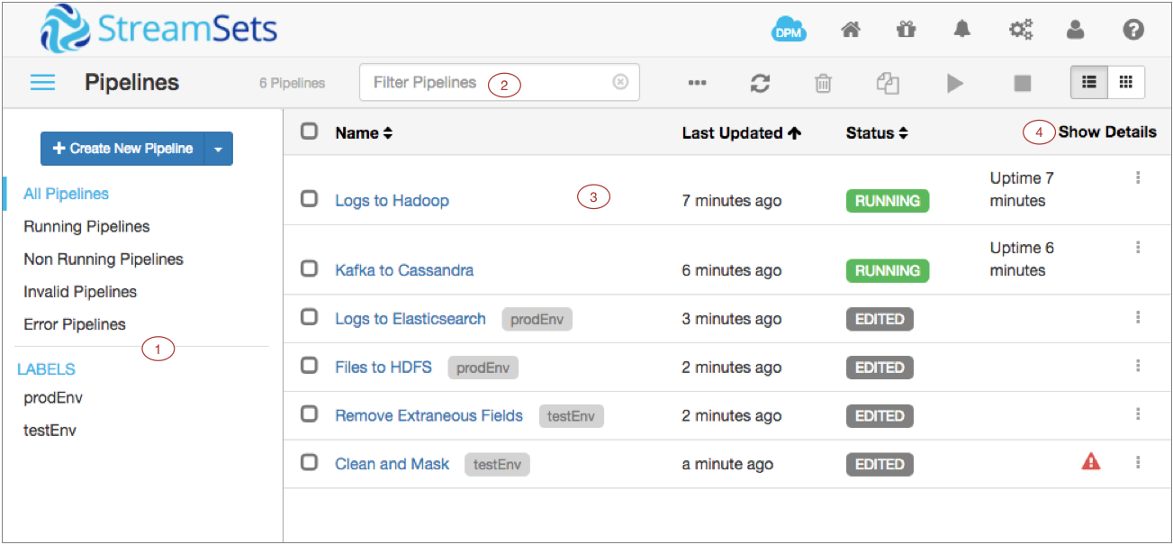 StreamSets
DPM
Pipelines 6 Pipelines Filter Pipelines 2
+ Create New Pipeline
All Pipelines
Running Pipelines
Non Running Pipelines
Invalid Pipelines
Error Pipelines
1
LABELS
prodEnv
testEnv
Name Last Updated Status 4 Show Details
Logs to Hadoop 3 7 minutes ago RUNNING Uptime 7
minutes
Kafka to Cassandra 6 minutes ago RUNNING Uptime 6
minutes
Logs to Elasticsearch prodEnv 3 minutes ago EDITED
Files to HDFS prodEnv 2 minutes ago EDITED
Remove Extraneous Fields testEnv 2 minutes ago EDITED
Clean and Mask testEnv a minute ago EDITED